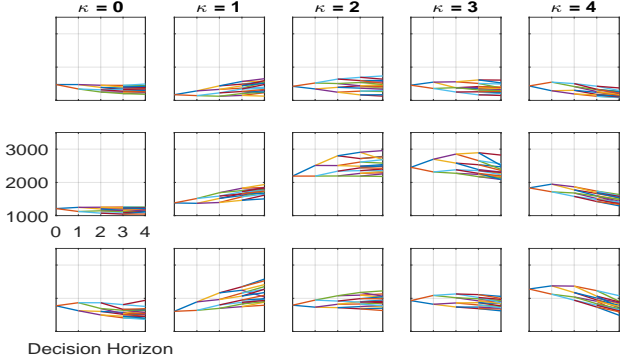 κ = 0 κ = 1 κ = 2 κ = 3 κ = 4
3000
2000
1000
0 1 2 3 4
Decision Horizon